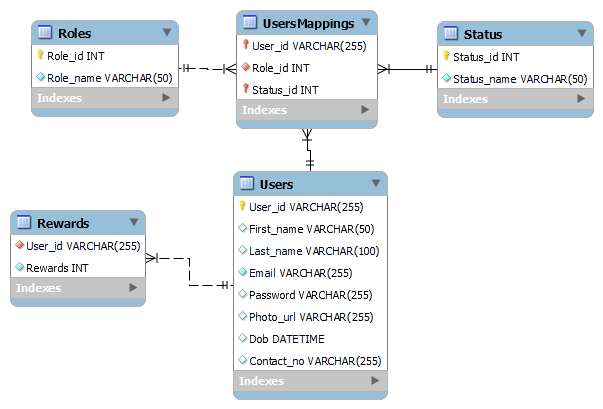 Roles
Role_id INT
Role_name VARCHAR(50)
Indexes
UsersMappings
User_id VARCHAR(255)
Role_id INT
Status_id INT
Indexes
Status
Status_id INT
Status_name VARCHAR(50)
Indexes
Rewards
User_id VARCHAR(255)
Rewards INT
Indexes
Users
User_id VARCHAR(255)
First_name VARCHAR(50)
Last_name VARCHAR(100)
Email VARCHAR(255)
Password VARCHAR(255)
Photo_url VARCHAR(255)
Dob DATETIME
Contact_no VARCHAR(255)
Indexes